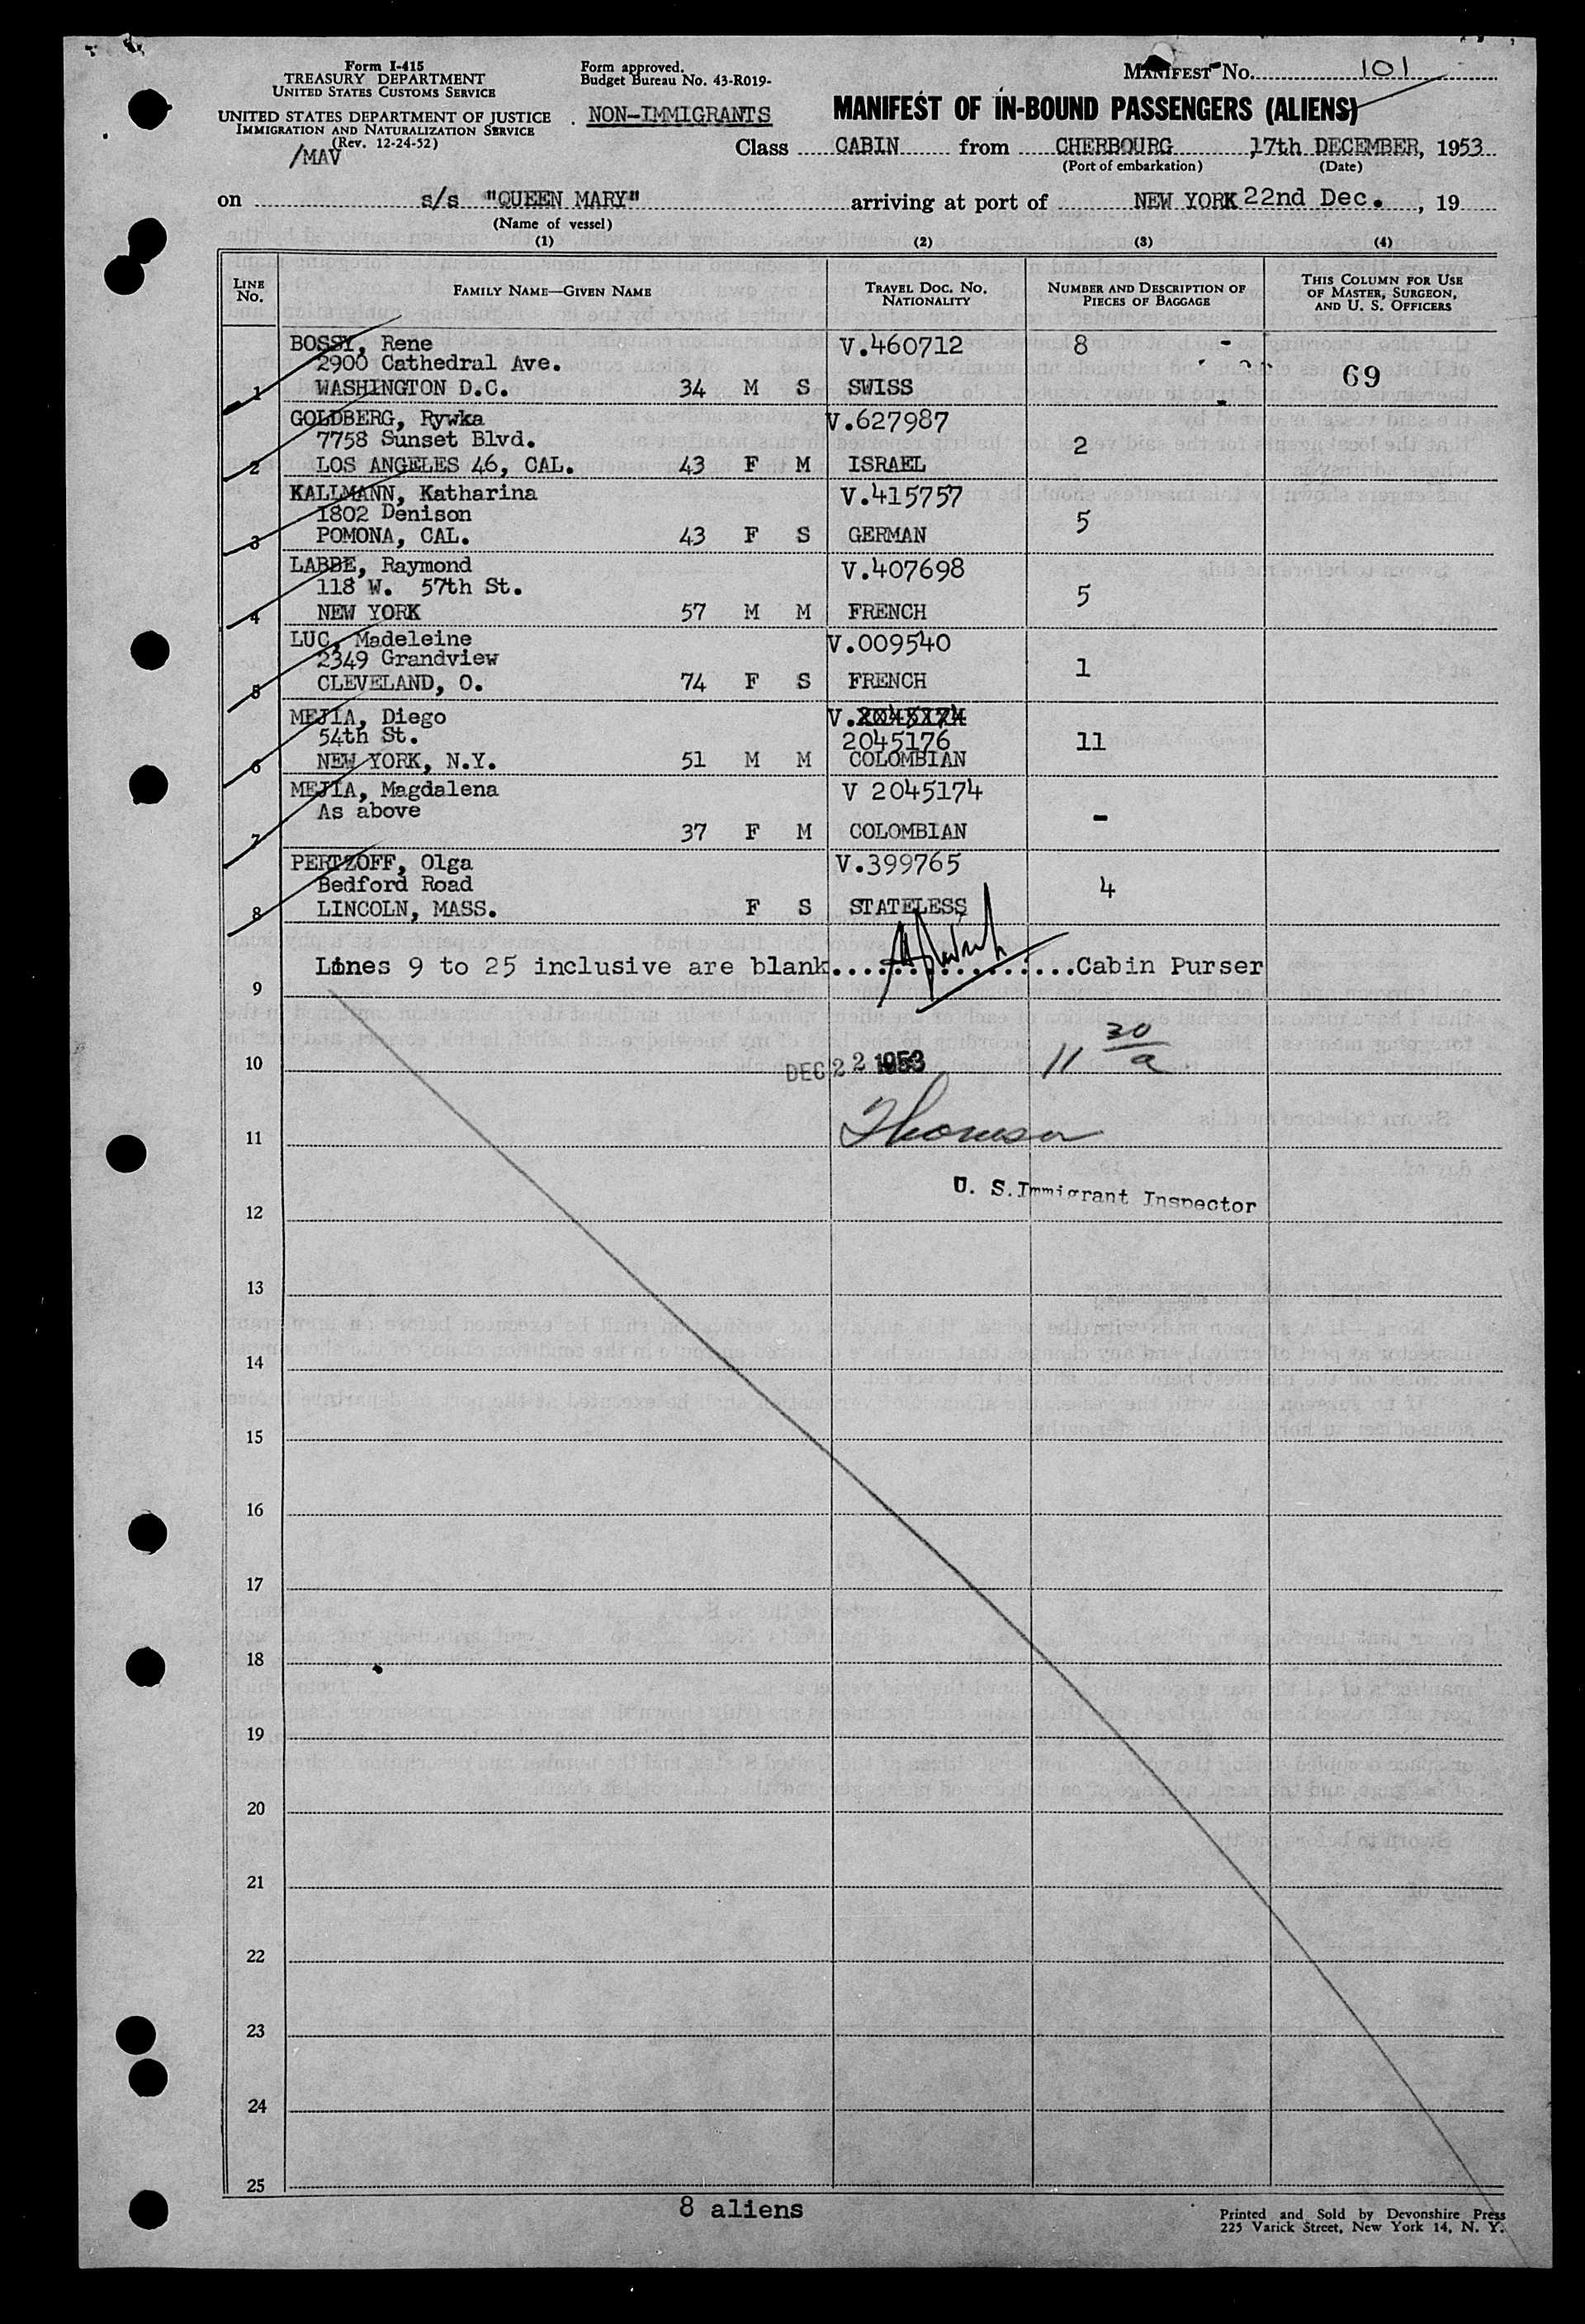 Form I-415
TREASURY DEPARTMENT
UNITED STATES CUSTOMS SERVICE
UNITED STATES DEPARTMENT OF JUSTICE
IMMIGRATION AND NATURALIZATION SERVICE
(Rev. 12-24-52)
/MAV
Form approved.
Budget Bureau No. 43-R019-
NON-IMMIGRANTS
MANIFEST No. 101
MANIFEST OF IN-BOUND PASSENGERS (ALIENS)
Class CABIN from CHERBOURG 17th DECEMBER, 1953
(Port of embarkation) (Date)
on s/s "QUEEN MARY" arriving at port of NEW YORK 22nd Dec. , 19
(Name of vessel)
(1) (2) (3) (4)
LINE No. FAMILY NAME—GIVEN NAME TRAVEL DOC. NO. NATIONALITY NUMBER AND DESCRIPTION OF PIECES OF BAGGAGE THIS COLUMN FOR USE OF MASTER, SURGEON, AND U. S. OFFICERS
BOSSY, Rene V.460712 8 -
2900 Cathedral Ave. 69
1 WASHINGTON D.C. 34 M S SWISS
GOLDBERG, Rywka V.627987
7758 Sunset Blvd. 2
2 LOS ANGELES 46, CAL. 43 F M ISRAEL
KALLMANN, Katharina V.415757
1802 Denison 5
3 POMONA, CAL. 43 F S GERMAN
LABBE, Raymond V.407698
118 W. 57th St. 5
4 NEW YORK 57 M M FRENCH
LUC, Madeleine V.009540
2349 Grandview 1
5 CLEVELAND, O. 74 F S FRENCH
MEJIA, Diego V.2045174
54th St. 2045176 11
6 NEW YORK, N.Y. 51 M M COLOMBIAN
MEJIA, Magdalena V 2045174
As above -
7 37 F M COLOMBIAN
PERTZOFF, Olga V.399765
Bedford Road 4
8 LINCOLN, MASS. F S STATELESS
Lines 9 to 25 inclusive are blank..................Cabin Purser
9
10 DEC 22 1953 11 30/a
11 Thomson
U. S. Immigrant Inspector
12
13
14
15
16
17
18
19
20
21
22
23
24
25
8 aliens
Printed and Sold by Devonshire Press
225 Varick Street, New York 14, N. Y.